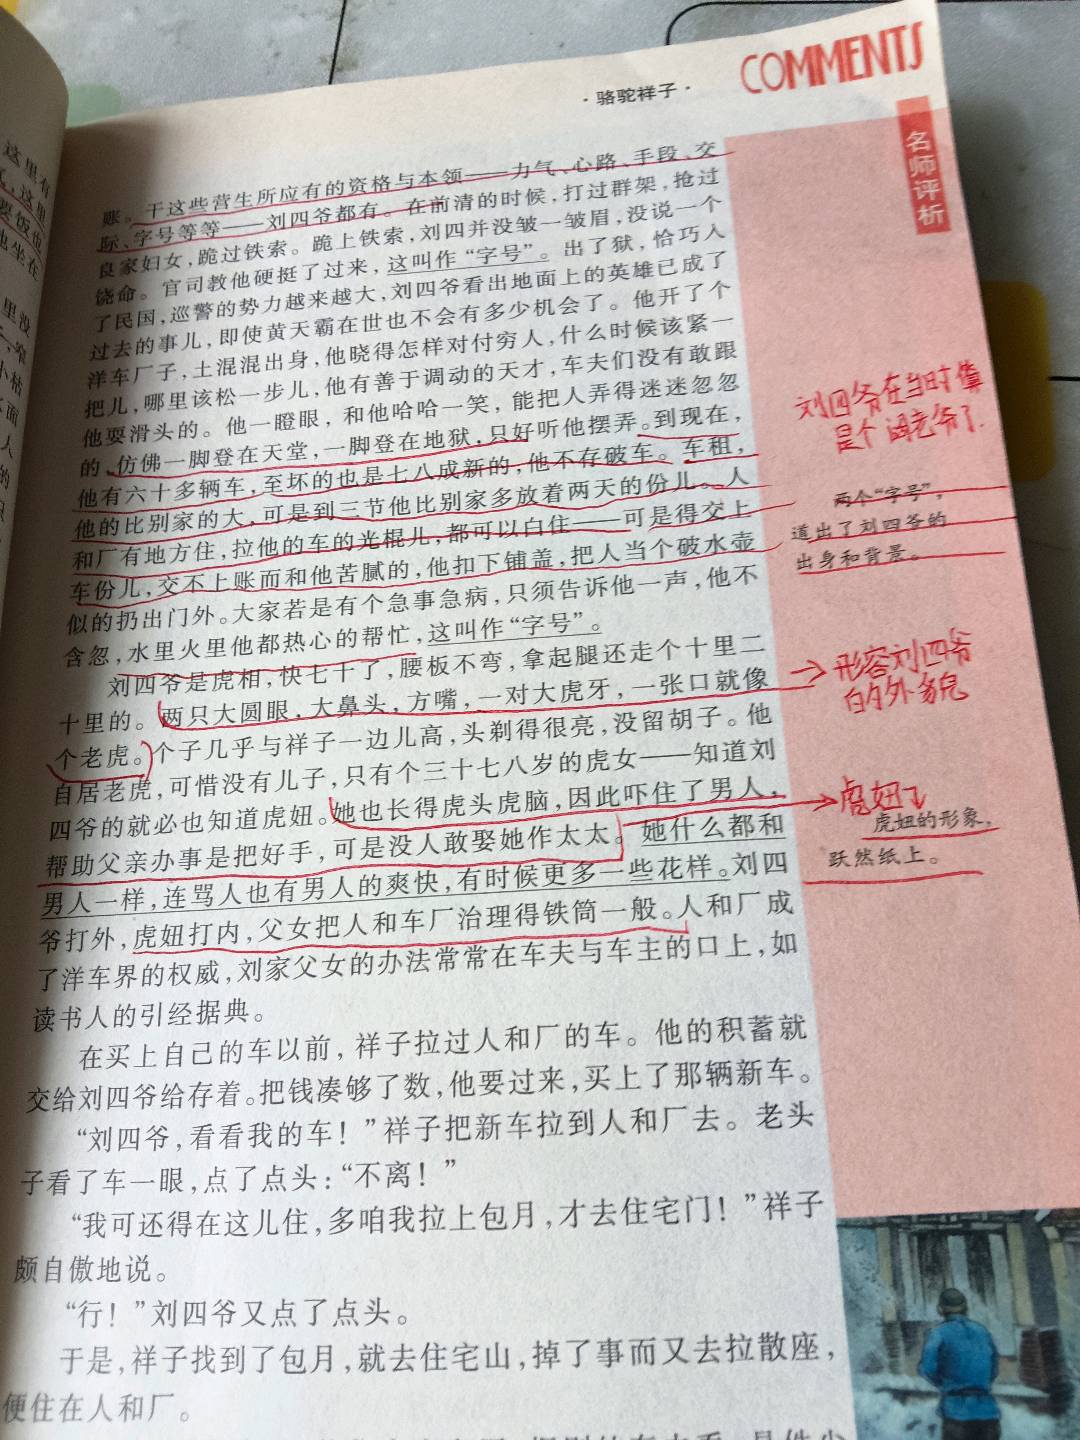 COMMENTS
·骆驼祥子·
名师评析
账。干这些营生所应有的资格与本领——力气、心路、手段、交
际、字号等等——刘四爷都有。在前清的时候，打过群架，抢过
良家妇女，跪过铁索。跪上铁索，刘四并没皱一皱眉，没说一个
饶命。官司教他硬挺了过来，这叫作“字号”。出了狱，恰巧入
了民国，巡警的势力越来越大，刘四爷看出地面上的英雄已成了
过去的事儿，即使黄天霸在世也不会有多少机会了。他开了个
洋车厂子，土混混出身，他晓得怎样对付穷人，什么时候该紧一
把儿，哪里该松一步儿，他有善于调动的天才，车夫们没有敢跟
他耍滑头的。他一瞪眼，和他哈哈一笑，能把人弄得迷迷忽忽
的，仿佛一脚登在天堂，一脚登在地狱，只好听他摆弄。到现在，
他有六十多辆车，至坏的也是七八成新的，他不存破车。车租，
他的比别家的大，可是到三节他比别家多放着两天的份儿。人
和厂有地方住，拉他的车的光棍儿，都可以白住——可是得交上
车份儿，交不上账而和他苦腻的，他扣下铺盖，把人当个破水壶
似的扔出门外。大家若是有个急事急病，只须告诉他一声，他不
含忽，水里火里他都热心的帮忙，这叫作“字号”。
刘四爷是虎相，快七十了，腰板不弯，拿起腿还走个十里二
十里的。两只大圆眼，大鼻头，方嘴，一对大虎牙，一张口就像
个老虎。个子几乎与祥子一边儿高，头剃得很亮，没留胡子。他
自居老虎，可惜没有儿子，只有个三十七八岁的虎女——知道刘
四爷的就必也知道虎妞。她也长得虎头虎脑，因此吓住了男人，
帮助父亲办事是把好手，可是没人敢娶她作太太。她什么都和
男人一样，连骂人也有男人的爽快，有时候更多一些花样。刘四
爷打外，虎妞打内，父女把人和车厂治理得铁筒一般。人和厂成
了洋车界的权威，刘家父女的办法常常在车夫与车主的口上，如
读书人的引经据典。
在买上自己的车以前，祥子拉过人和厂的车。他的积蓄就
交给刘四爷给存着。把钱凑够了数，他要过来，买上了那辆新车。
“刘四爷，看看我的车！”祥子把新车拉到人和厂去。老头
子看了车一眼，点了点头：“不离！”
“我可还得在这儿住，多咱我拉上包月，才去住宅门！”祥子
颇自傲地说。
“行！”刘四爷又点了点头。
于是，祥子找到了包月，就去住宅山，掉了事而又去拉散座，
便住在人和厂。
刘四爷在当时像
是个
两个“字号”，
道出了刘四爷的
出身和背景。
形容刘四爷
的外貌
虎妞
虎妞的形象，
跃然纸上。